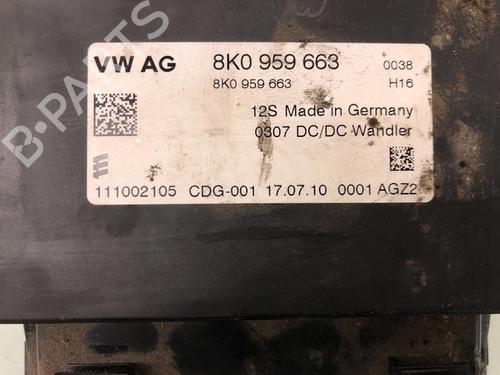 VW AG 8K0 959 663 0038
8K0 959 663 H16
12S Made in Germany
0307 DC/DC Wandler
111002105 CDG-001 17.07.10 0001 AGZ2